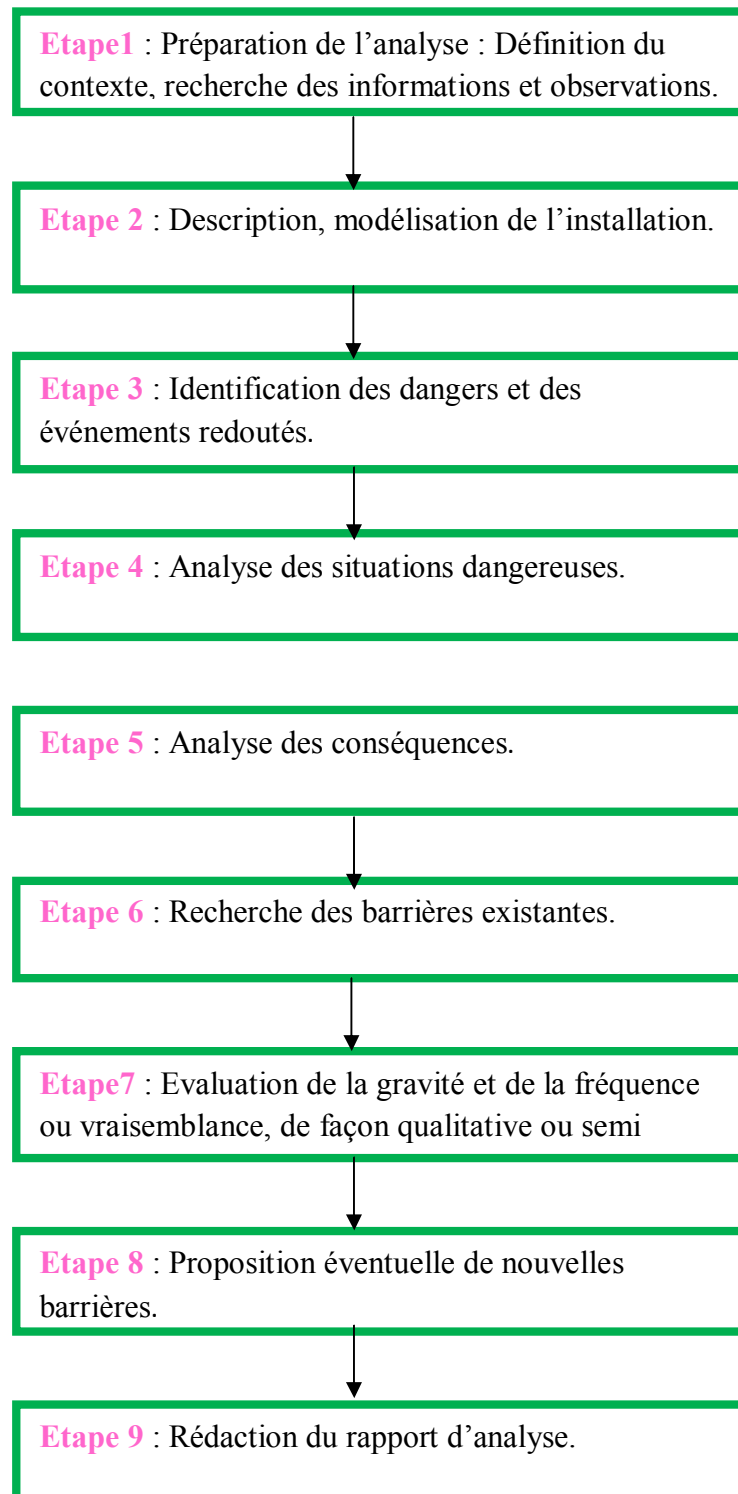 Etape1 : Préparation de l’analyse : Définition du
contexte, recherche des informations et observations.
Etape 2 : Description, modélisation de l’installation.
Etape 3 : Identification des dangers et des
événements redoutés.
Etape 4 : Analyse des situations dangereuses.
Etape 5 : Analyse des conséquences.
Etape 6 : Recherche des barrières existantes.
Etape7 : Evaluation de la gravité et de la fréquence
ou vraisemblance, de façon qualitative ou semi
Etape 8 : Proposition éventuelle de nouvelles
barrières.
Etape 9 : Rédaction du rapport d’analyse.